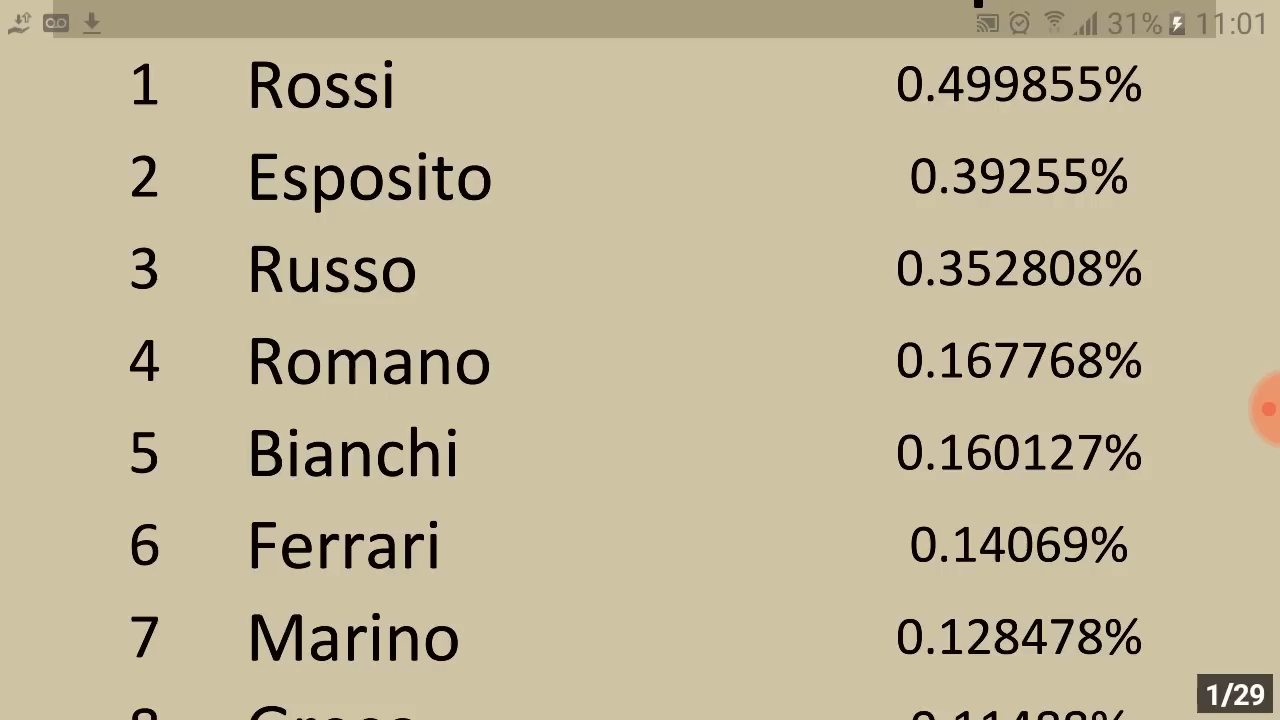 31% 11:01
1 Rossi 0.499855%
2 Esposito 0.39255%
3 Russo 0.352808%
4 Romano 0.167768%
5 Bianchi 0.160127%
6 Ferrari 0.14069%
7 Marino 0.128478%
1/29